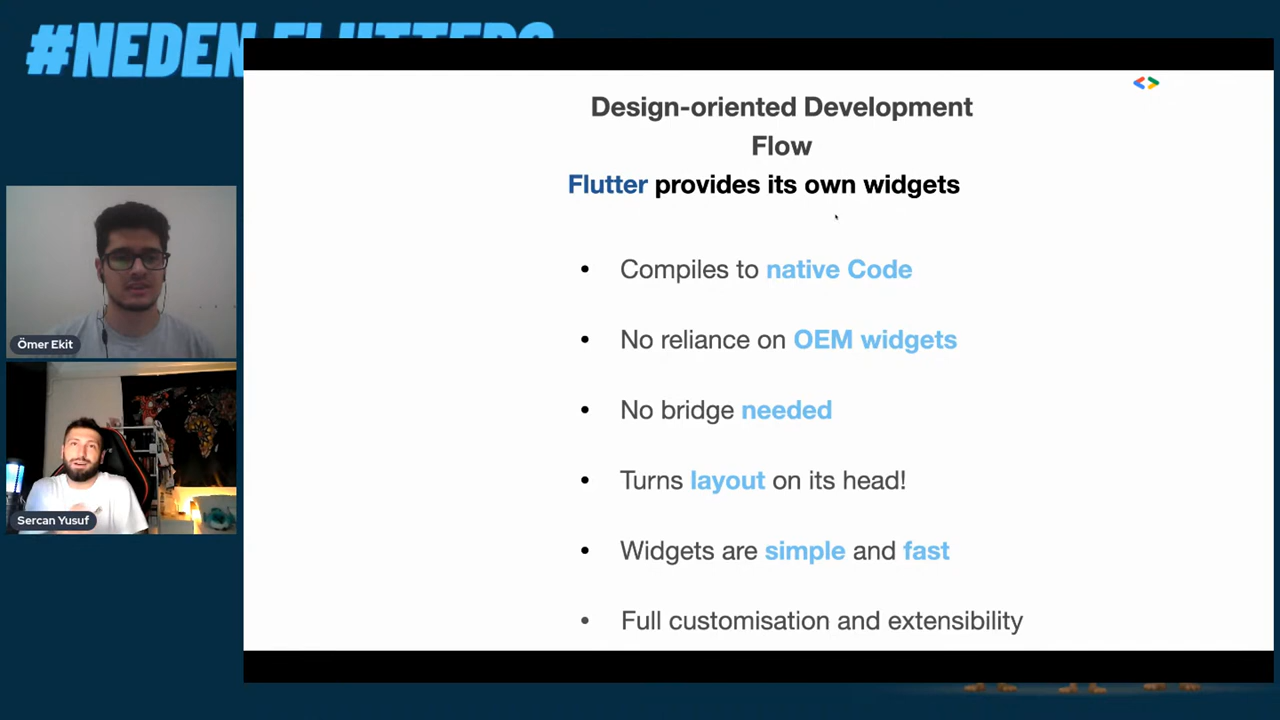 #NEDEN
Design-oriented Development
Flow
Flutter provides its own widgets
• Compiles to native Code
• No reliance on OEM widgets
• No bridge needed
• Turns layout on its head!
• Widgets are simple and fast
• Full customisation and extensibility
Ömer Ekit
Sercan Yusuf